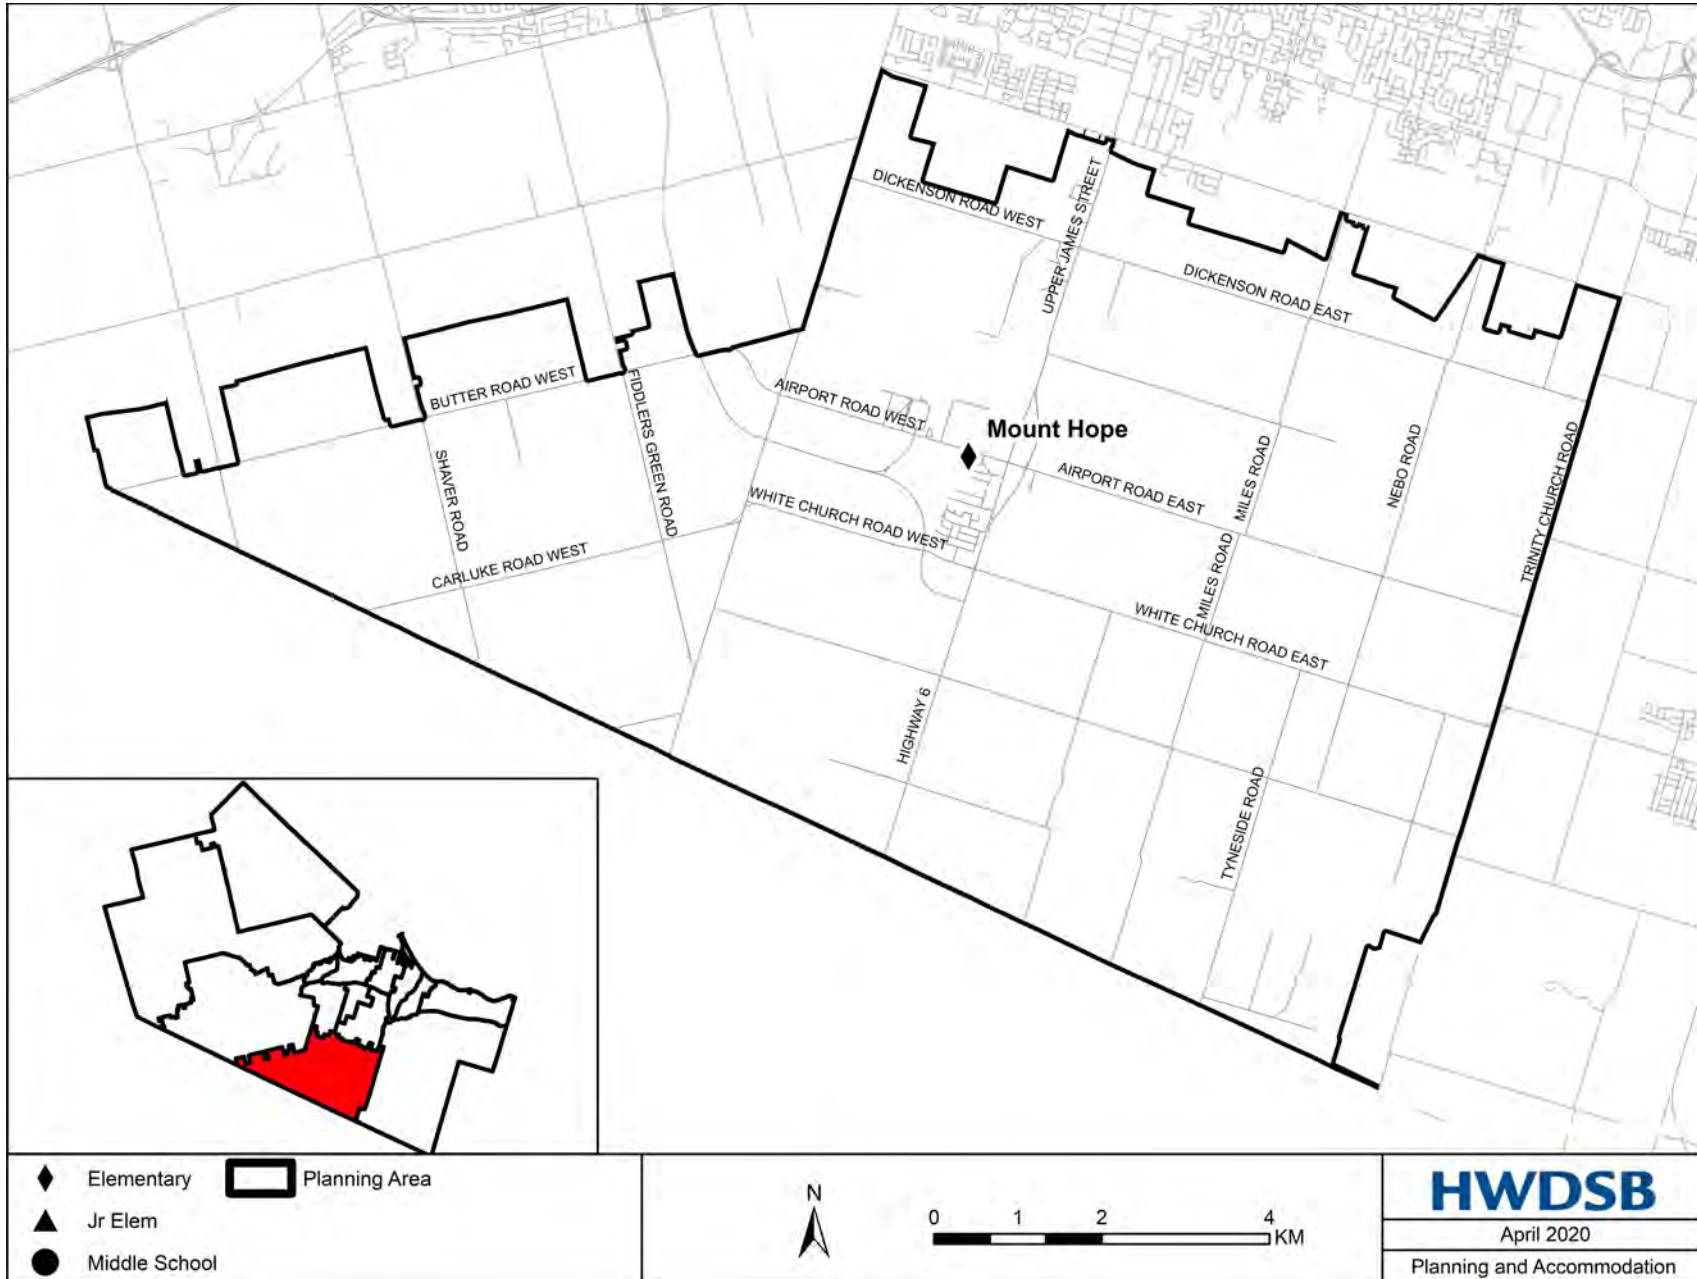 DICKENSON ROAD WEST
UPPER JAMES STREET
DICKENSON ROAD EAST
BUTTER ROAD WEST
FIDDLERS GREEN ROAD
AIRPORT ROAD WEST
Mount Hope
SHAVER ROAD
AIRPORT ROAD EAST
MILES ROAD
NEBO ROAD
TRINITY CHURCH ROAD
WHITE CHURCH ROAD WEST
CARLUKE ROAD WEST
MILES ROAD
WHITE CHURCH ROAD EAST
HIGHWAY 6
TYNESIDE ROAD
Elementary
Planning Area
Jr Elem
Middle School
N
0 1 2 4
KM
HWDSB
April 2020
Planning and Accommodation